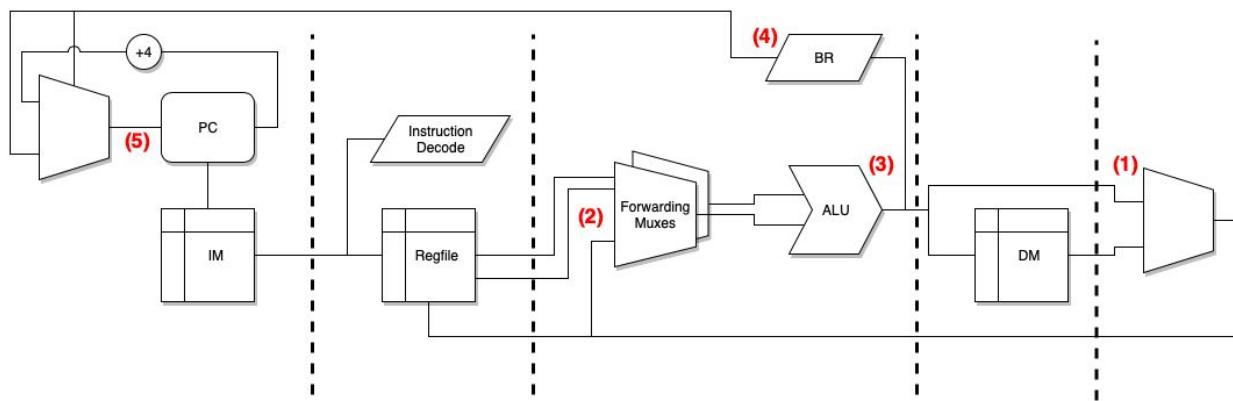 (4)
BR
+4
(5)
PC
Instruction
Decode
(1)
(3)
(2)
Forwarding
Muxes
ALU
IM
Regfile
DM